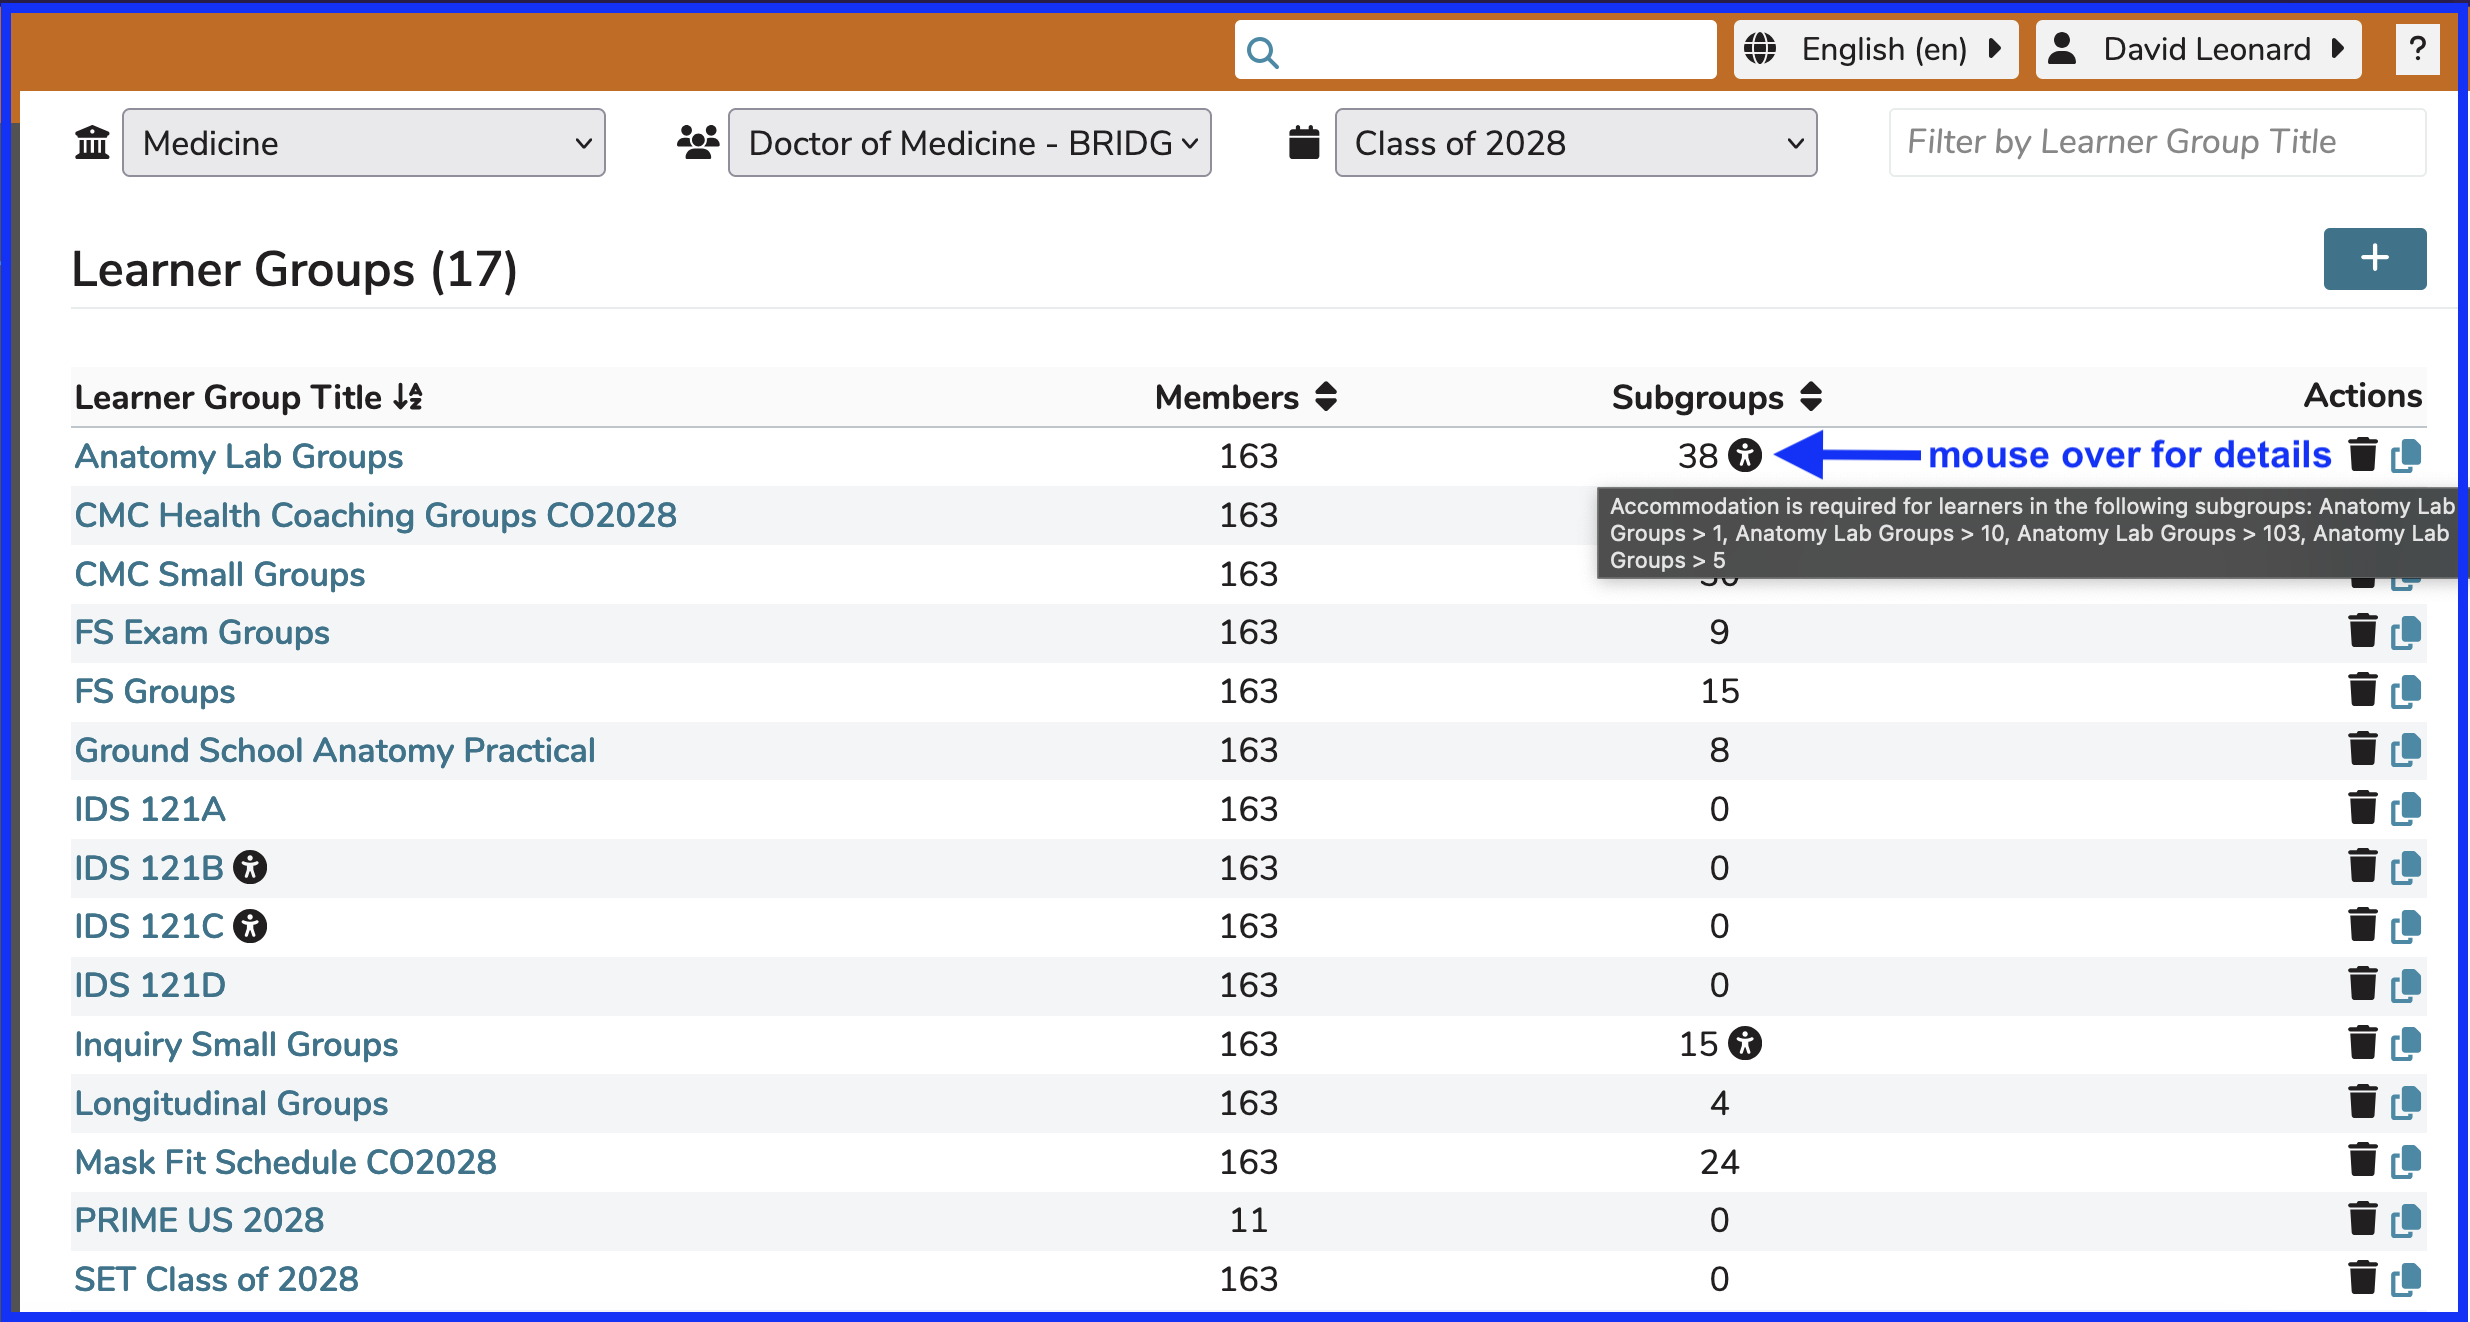 English (en)
David Leonard
?
Medicine
Doctor of Medicine - BRIDG
Class of 2028
Filter by Learner Group Title
Learner Groups (17)
+
Learner Group Title Members Subgroups Actions
Anatomy Lab Groups 163 38 mouse over for details
Accommodation is required for learners in the following subgroups: Anatomy Lab
Groups > 1, Anatomy Lab Groups > 10, Anatomy Lab Groups > 103, Anatomy Lab
Groups > 5
CMC Health Coaching Groups CO2028 163
CMC Small Groups 163
FS Exam Groups 163 9
FS Groups 163 15
Ground School Anatomy Practical 163 8
IDS 121A 163 0
IDS 121B 163 0
IDS 121C 163 0
IDS 121D 163 0
Inquiry Small Groups 163 15
Longitudinal Groups 163 4
Mask Fit Schedule CO2028 163 24
PRIME US 2028 11 0
SET Class of 2028 163 0